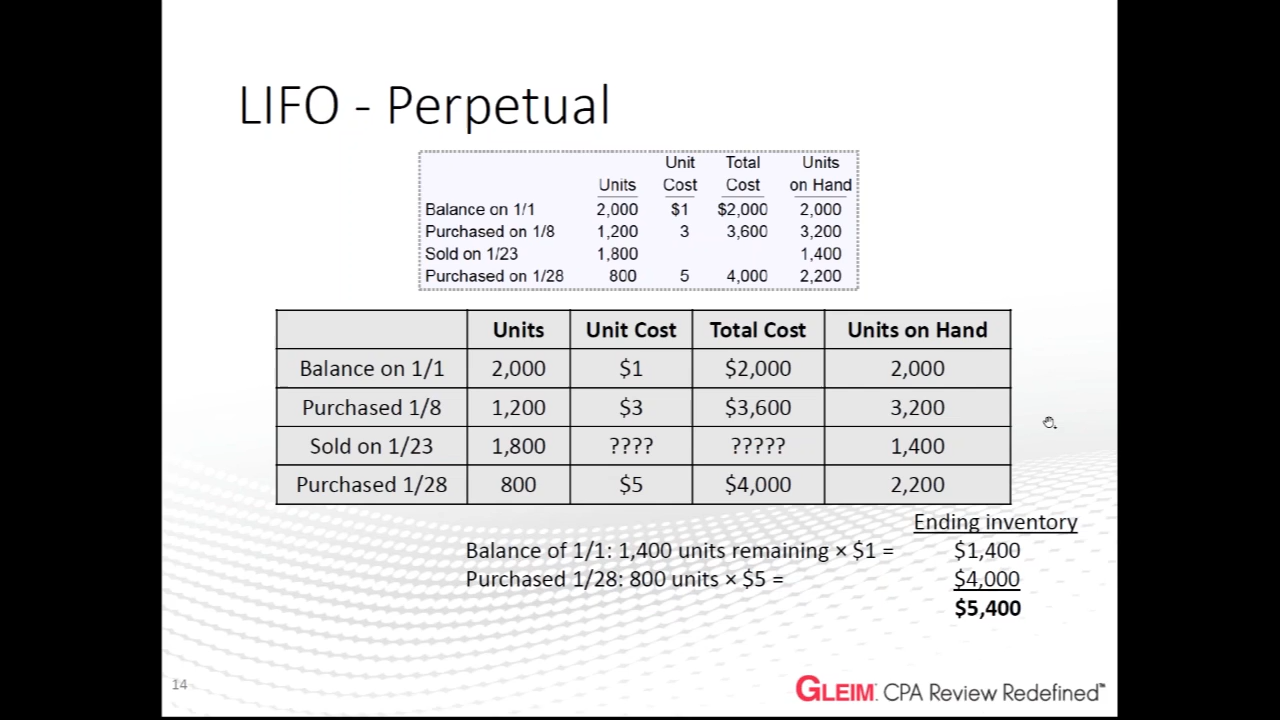 LIFO - Perpetual
Unit Total Units
Units Cost Cost on Hand
Balance on 1/1 2,000 $1 $2,000 2,000
Purchased on 1/8 1,200 3 3,600 3,200
Sold on 1/23 1,800 1,400
Purchased on 1/28 800 5 4,000 2,200
Units Unit Cost Total Cost Units on Hand
Balance on 1/1 2,000 $1 $2,000 2,000
Purchased 1/8 1,200 $3 $3,600 3,200
Sold on 1/23 1,800 ???? ????? 1,400
Purchased 1/28 800 $5 $4,000 2,200
Ending inventory
Balance of 1/1: 1,400 units remaining × $1 = $1,400
Purchased 1/28: 800 units × $5 = $4,000
$5,400
14
GLEIM CPA Review Redefined™